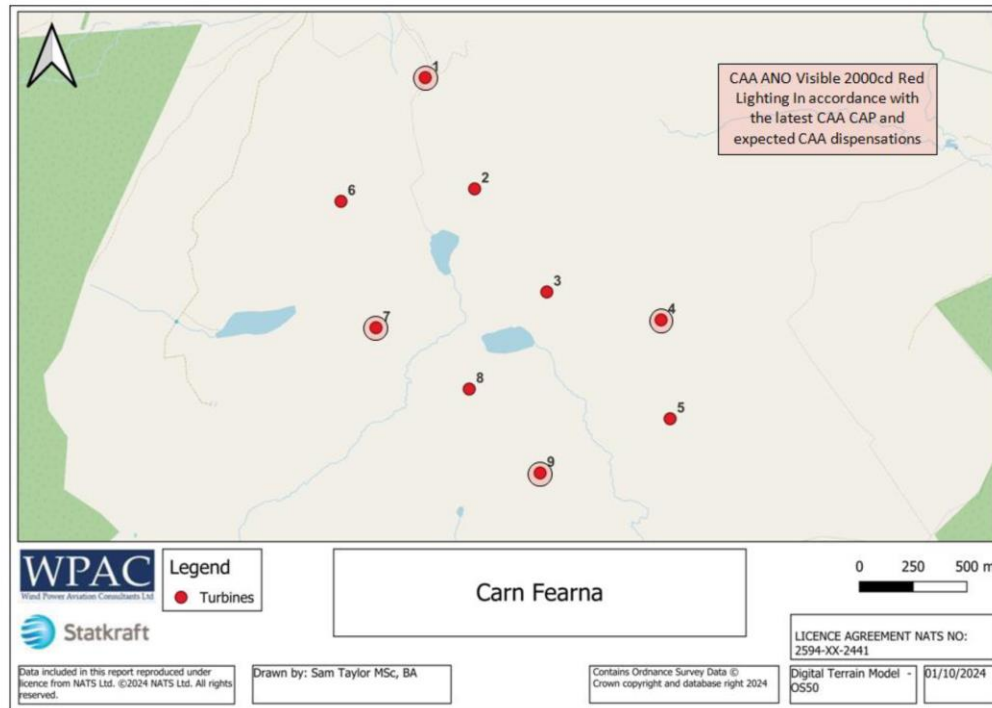 1
CAA ANO Visible 2000cd Red
Lighting In accordance with
the latest CAA CAP and
expected CAA dispensations
2
6
3
4
7
8
5
9
WPAC
Wind Power Aviation Consultants Ltd
Legend
Turbines
Carn Fearna
0 250 500 m
Statkraft
LICENCE AGREEMENT NATS NO:
2594-XX-2441
Data included in this report reproduced under
licence from NATS Ltd. ©2024 NATS Ltd. All rights
reserved.
Drawn by: Sam Taylor MSc, BA
Contains Ordnance Survey Data ©
Crown copyright and database right 2024
Digital Terrain Model -
OS50
01/10/2024